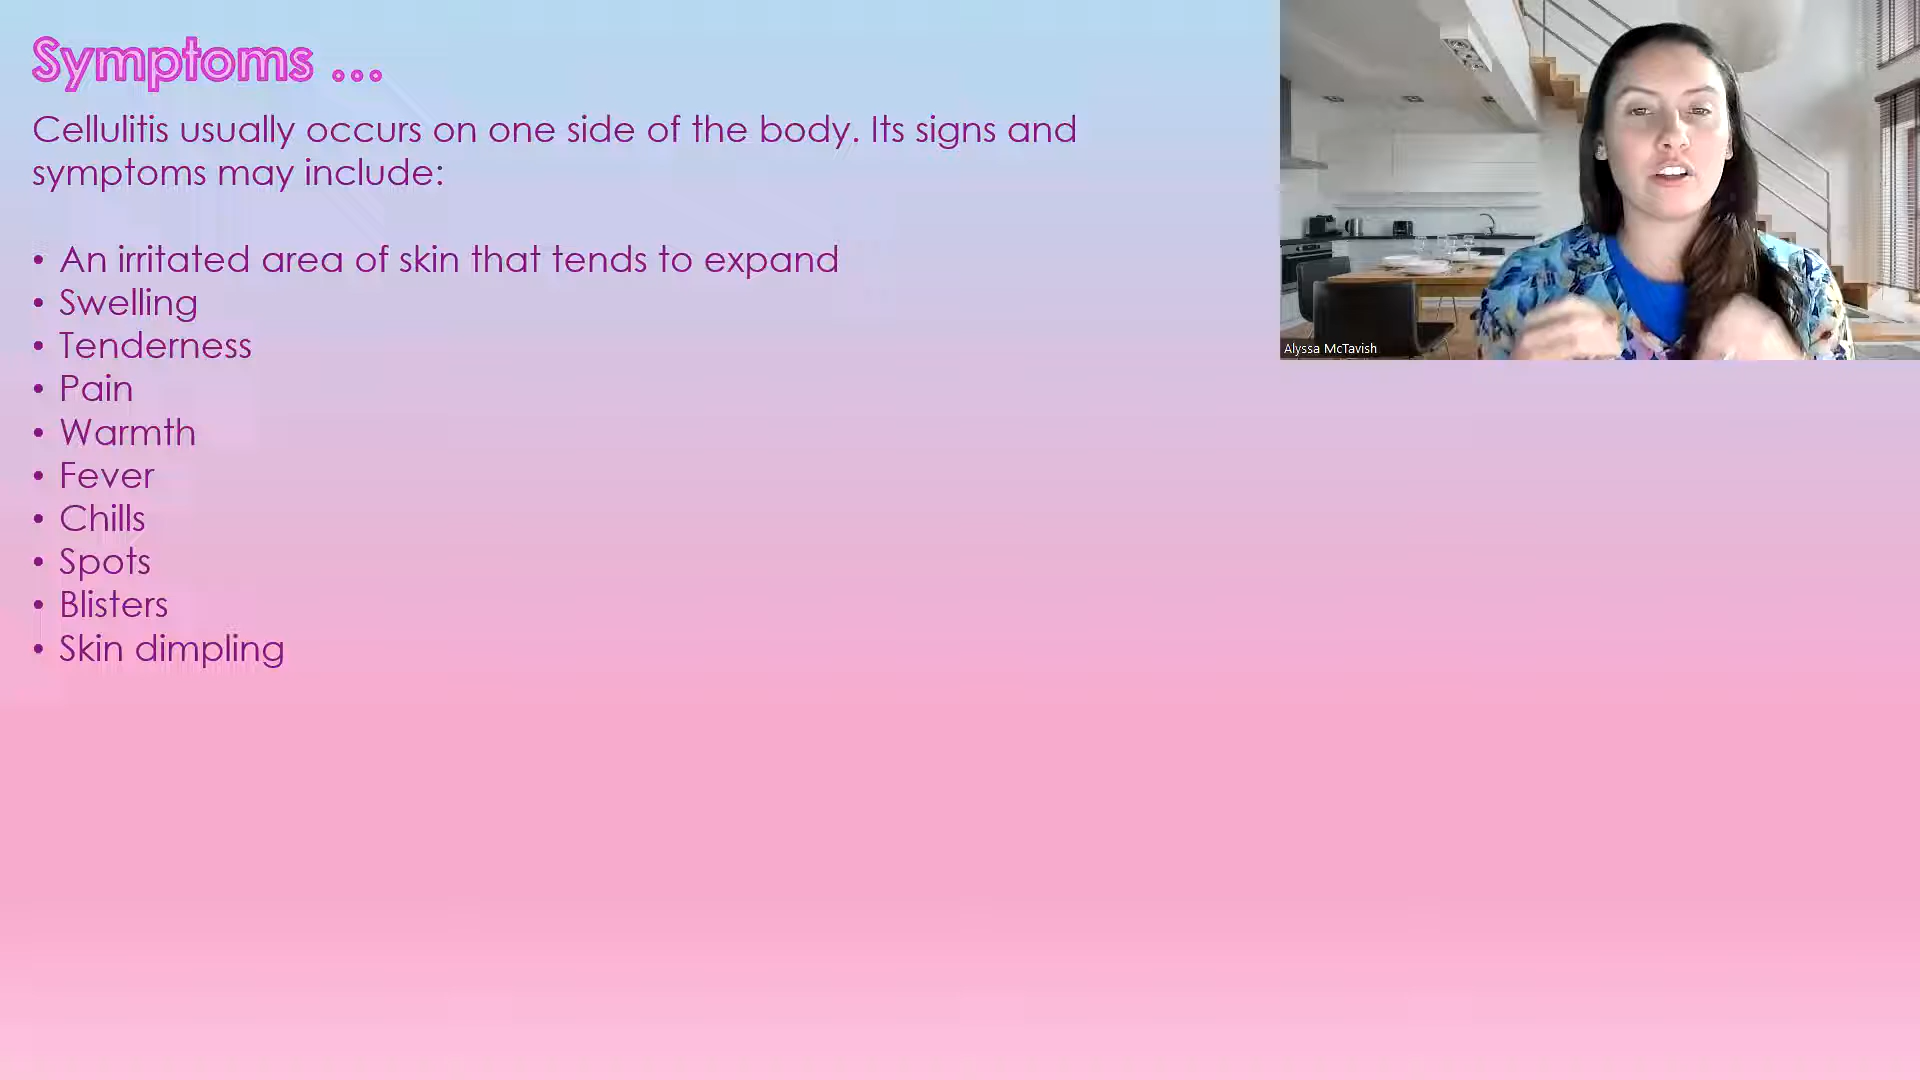 Symptoms ...
Cellulitis usually occurs on one side of the body. Its signs and
symptoms may include:
• An irritated area of skin that tends to expand
• Swelling
• Tenderness
• Pain
• Warmth
• Fever
• Chills
• Spots
• Blisters
• Skin dimpling
Alyssa McTavish